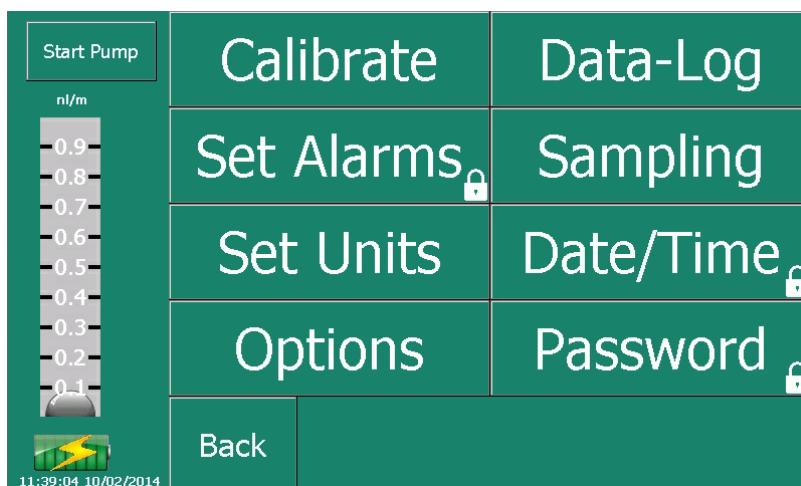 Start Pump
Calibrate
Data-Log
nl/m
0.9
0.8
0.7
0.6
0.5
0.4
0.3
0.2
0.1
Set Alarms
Sampling
Set Units
Date/Time
Options
Password
Back
11:39:04 10/02/2014